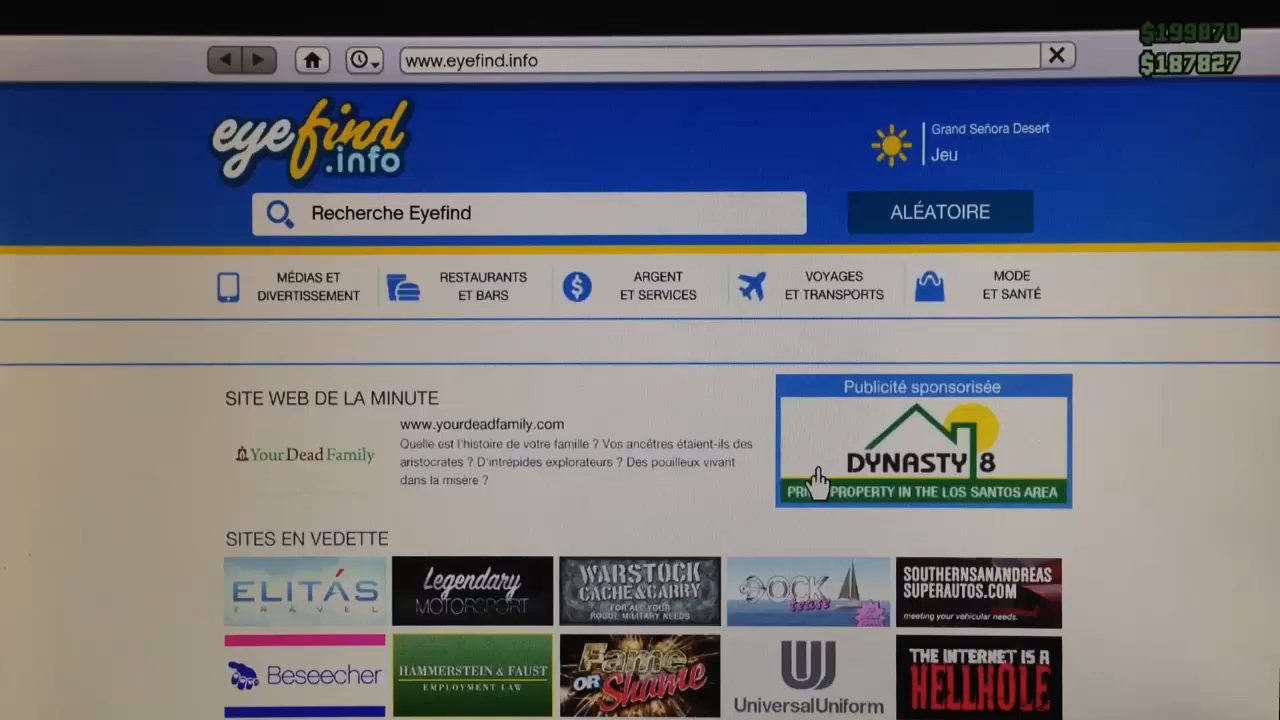 $199870
www.eyefind.info
$187827
eyefind
.info
Grand Señora Desert
Jeu
Recherche Eyefind
ALÉATOIRE
MÉDIAS ET
DIVERTISSEMENT
RESTAURANTS
ET BARS
ARGENT
ET SERVICES
VOYAGES
ET TRANSPORTS
MODE
ET SANTÉ
SITE WEB DE LA MINUTE
www.yourdeadfamily.com
YourDeadFamily
Quelle est l'histoire de votre famille ? Vos ancêtres étaient-ils des
aristocrates ? D'intrépides explorateurs ? Des pouilleux vivant
dans la misère ?
Publicité sponsorisée
DYNASTY 8
PROPERTY IN THE LOS SANTOS AREA
SITES EN VEDETTE
ELITÁS
TRAVEL
Legendary
MOTORSPORT
WARSTOCK
CACHE & CARRY
FOR ALL YOUR
ROGUE MILITARY NEEDS
DOCK
tease
SOUTHERNSANANDREAS
SUPERAUTOS.COM
meeting your vehicular needs.
Beseecher
HAMMERSTEIN & FAUST
EMPLOYMENT LAW
Fame
OR Shame
UniversalUniform
THE INTERNET IS A
HELLHOLE